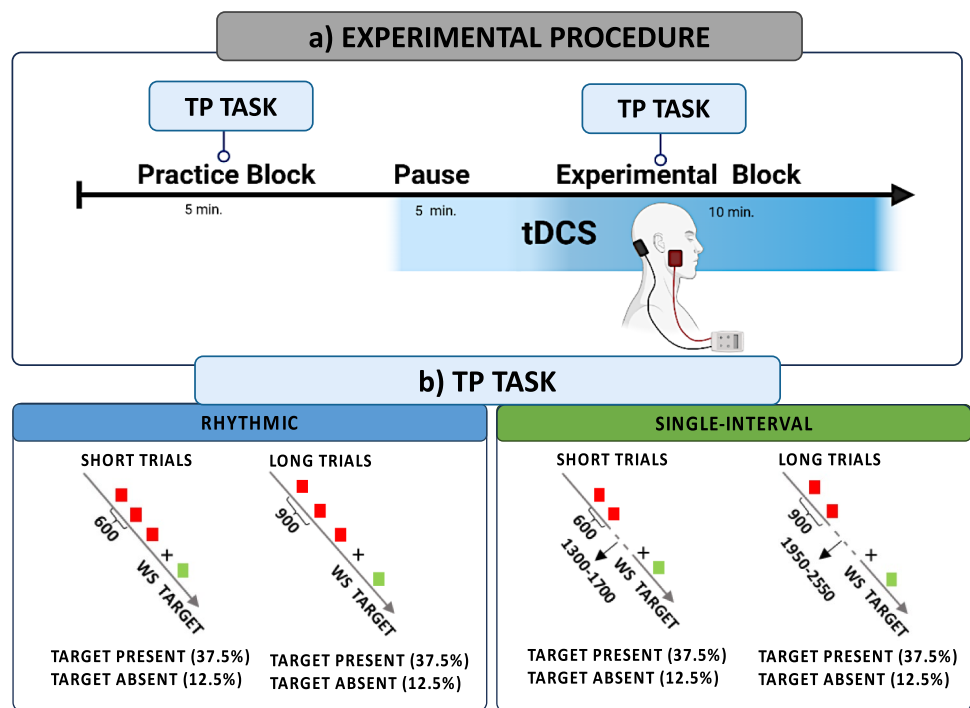 a) EXPERIMENTAL PROCEDURE
TP TASK
TP TASK
Practice Block
Pause
Experimental Block
5 min.
5 min.
10 min.
tDCS
b) TP TASK
RHYTHMIC
SHORT TRIALS
LONG TRIALS
600
900
+
+
WS TARGET
WS TARGET
TARGET PRESENT (37.5%)
TARGET ABSENT (12.5%)
TARGET PRESENT (37.5%)
TARGET ABSENT (12.5%)
SINGLE-INTERVAL
SHORT TRIALS
LONG TRIALS
600
900
1300-1700
1950-2550
+
+
WS TARGET
WS TARGET
TARGET PRESENT (37.5%)
TARGET ABSENT (12.5%)
TARGET PRESENT (37.5%)
TARGET ABSENT (12.5%)